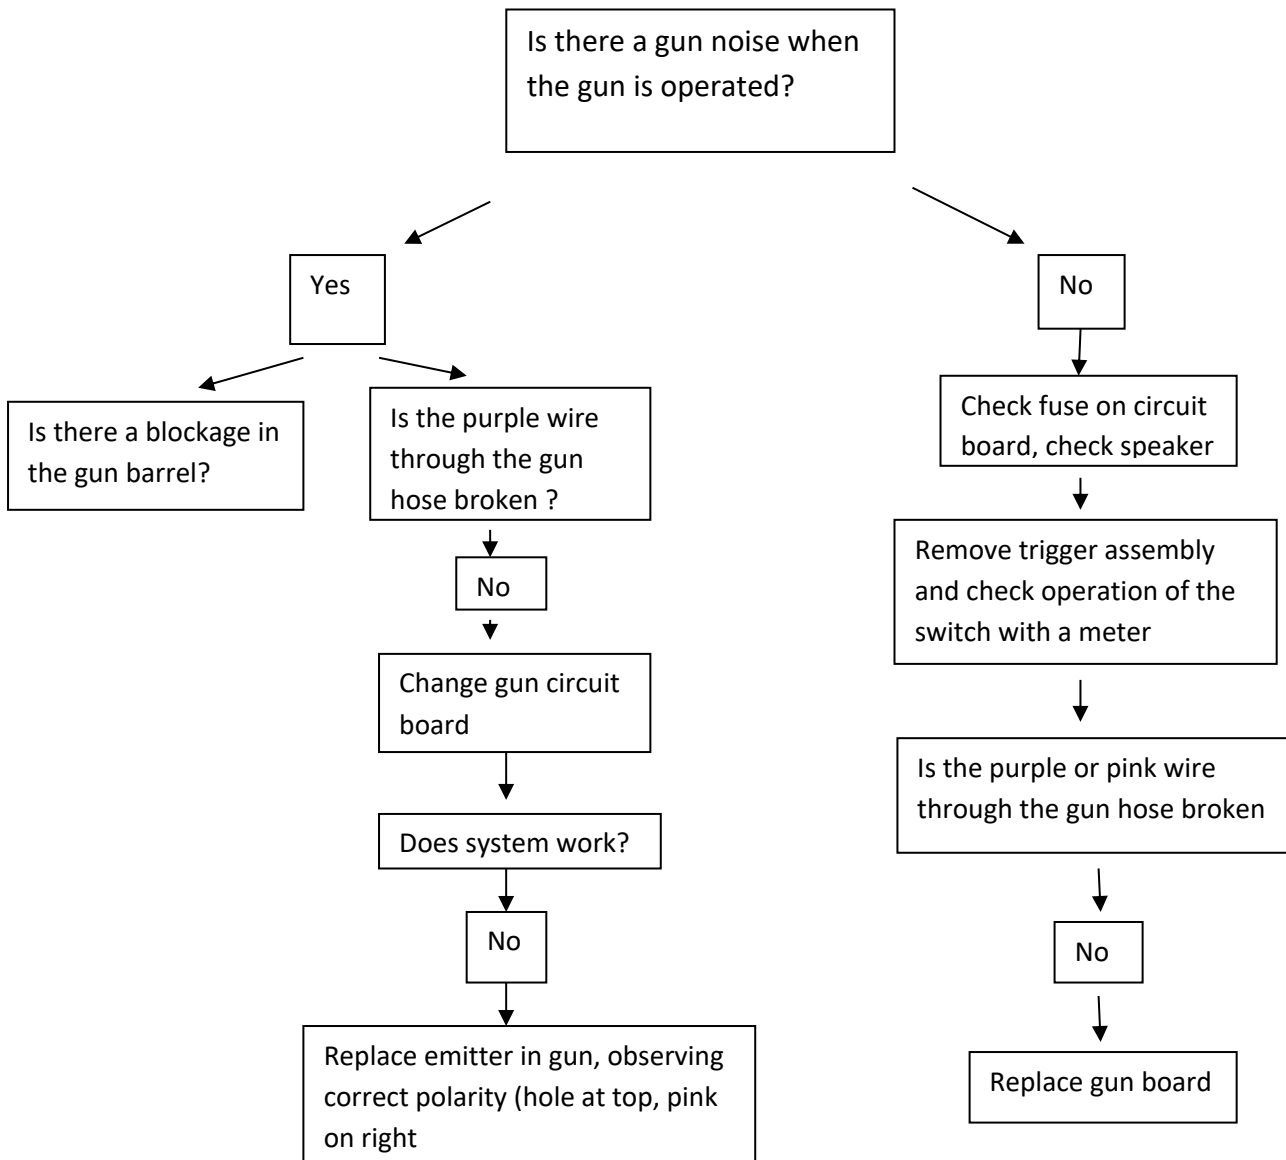 Is there a gun noise when
the gun is operated?
Yes
No
Is there a blockage in
the gun barrel?
Is the purple wire
through the gun
hose broken ?
No
Change gun circuit
board
Does system work?
No
Replace emitter in gun, observing
correct polarity (hole at top, pink
on right
Check fuse on circuit
board, check speaker
Remove trigger assembly
and check operation of the
switch with a meter
Is the purple or pink wire
through the gun hose broken
No
Replace gun board